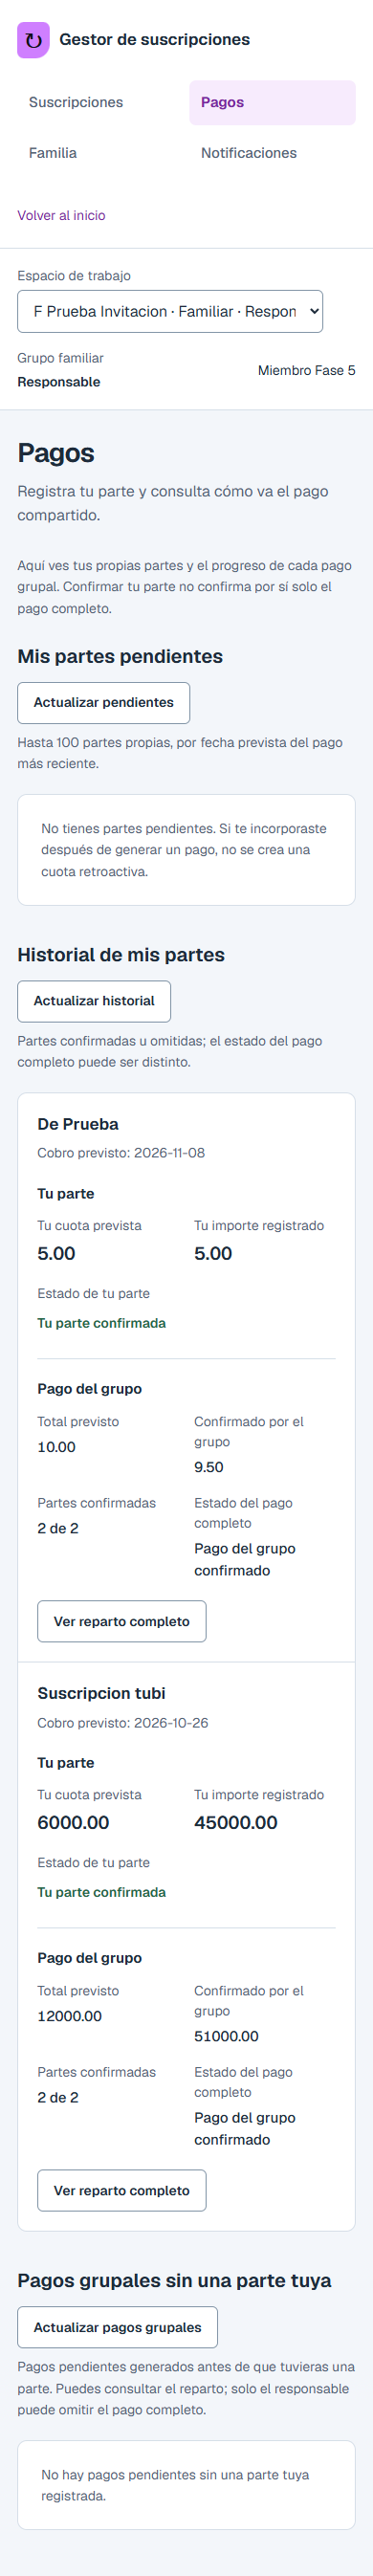 Gestor de suscripciones
Suscripciones
Pagos
Familia
Notificaciones
Volver al inicio
Espacio de trabajo
F Prueba Invitacion · Familiar · Respon
Grupo familiar
Responsable
Miembro Fase 5
Pagos
Registra tu parte y consulta cómo va el pago
compartido.
Aquí ves tus propias partes y el progreso de cada pago
grupal. Confirmar tu parte no confirma por sí solo el
pago completo.
Mis partes pendientes
Actualizar pendientes
Hasta 100 partes propias, por fecha prevista del pago
más reciente.
No tienes partes pendientes. Si te incorporaste
después de generar un pago, no se crea una
cuota retroactiva.
Historial de mis partes
Actualizar historial
Partes confirmadas u omitidas; el estado del pago
completo puede ser distinto.
De Prueba
Cobro previsto: 2026-11-08
Tu parte
Tu cuota prevista
Tu importe registrado
5.00
5.00
Estado de tu parte
Tu parte confirmada
Pago del grupo
Total previsto
10.00
Confirmado por el
grupo
9.50
Partes confirmadas
2 de 2
Estado del pago
completo
Pago del grupo
confirmado
Ver reparto completo
Suscripcion tubi
Cobro previsto: 2026-10-26
Tu parte
Tu cuota prevista
Tu importe registrado
6000.00
45000.00
Estado de tu parte
Tu parte confirmada
Pago del grupo
Total previsto
12000.00
Confirmado por el
grupo
51000.00
Partes confirmadas
2 de 2
Estado del pago
completo
Pago del grupo
confirmado
Ver reparto completo
Pagos grupales sin una parte tuya
Actualizar pagos grupales
Pagos pendientes generados antes de que tuvieras una
parte. Puedes consultar el reparto; solo el responsable
puede omitir el pago completo.
No hay pagos pendientes sin una parte tuya
registrada.